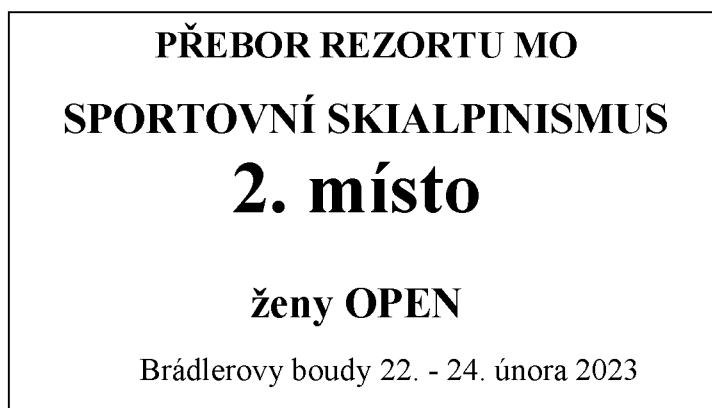 PŘEBOR REZORTU MO
SPORTOVNÍ SKIALPINISMUS
2. místo
ženy OPEN
Brádlerovy boudy 22. - 24. února 2023